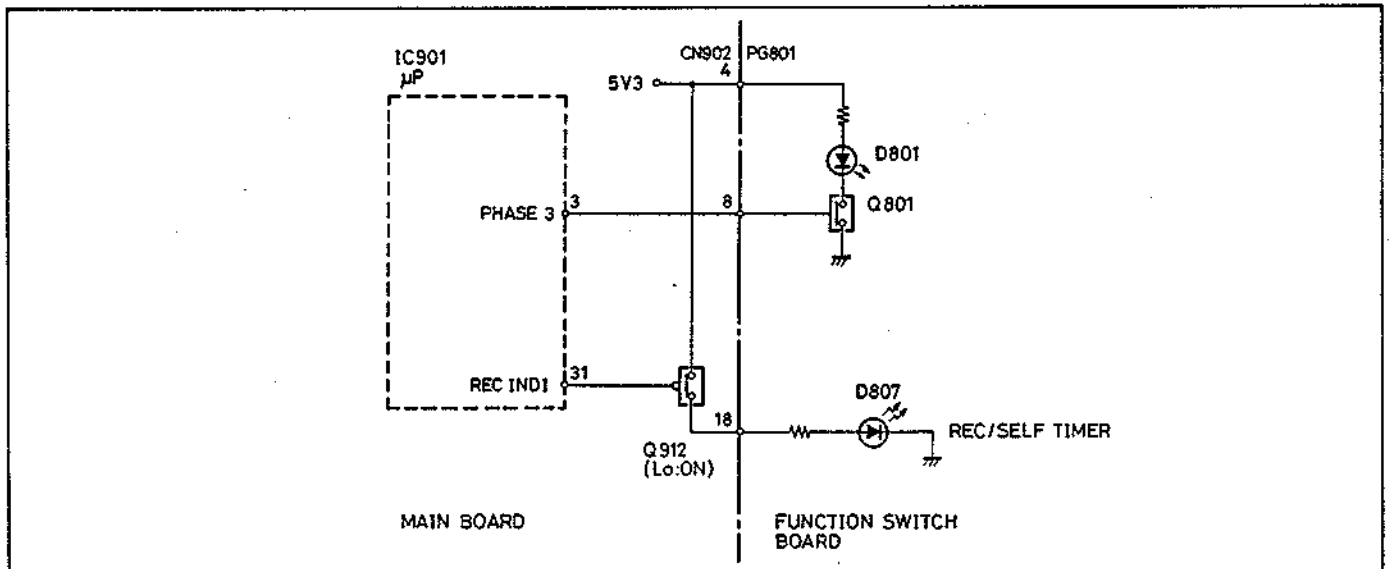 IC901
μP
CN902 PG801
4
5V3
D801
PHASE 3 3
8
Q801
REC IND1 31
D807
18
REC/SELF TIMER
Q912
(Lo:ON)
MAIN BOARD
FUNCTION SWITCH
BOARD